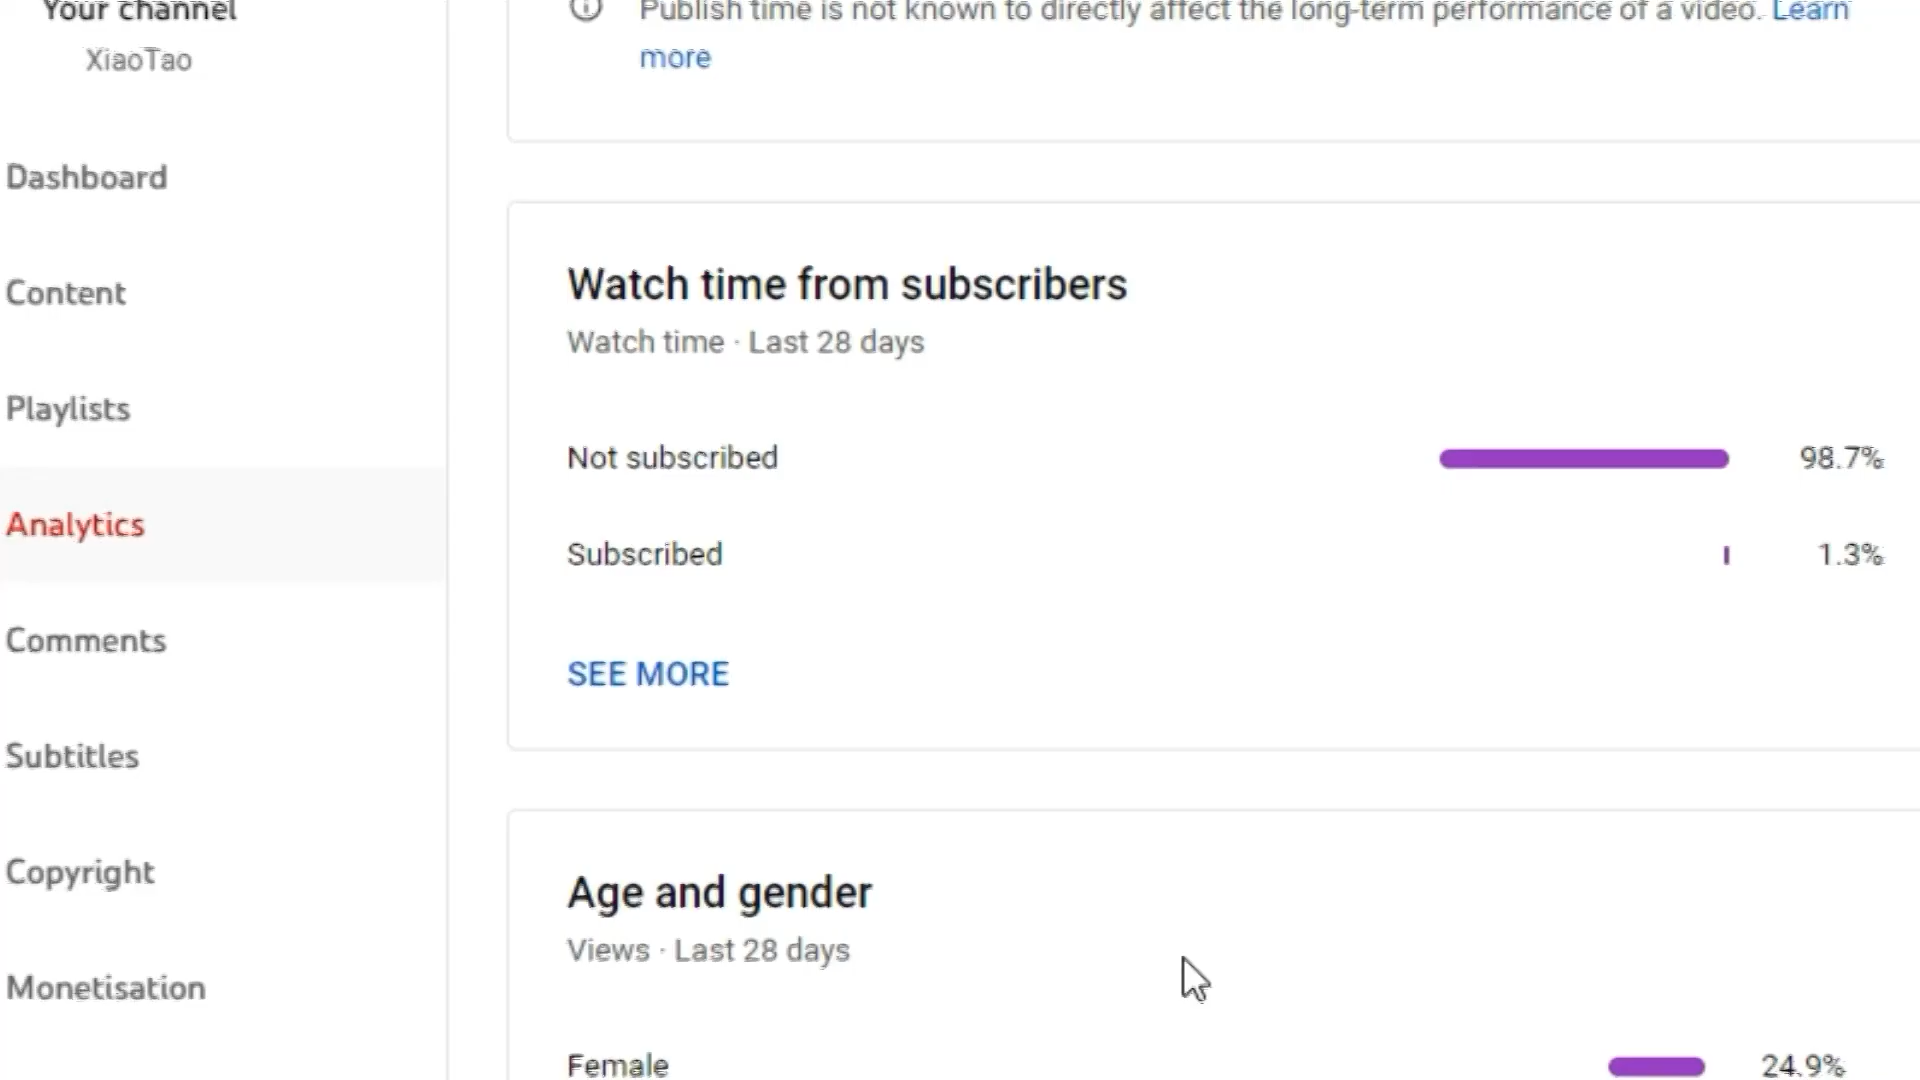 Your channel
XiaoTao
Dashboard
Content
Playlists
Analytics
Comments
Subtitles
Copyright
Monetisation
Publish time is not known to directly affect the long-term performance of a video. Learn
more
Watch time from subscribers
Watch time · Last 28 days
Not subscribed 98.7%
Subscribed 1.3%
SEE MORE
Age and gender
Views · Last 28 days
Female 24.9%